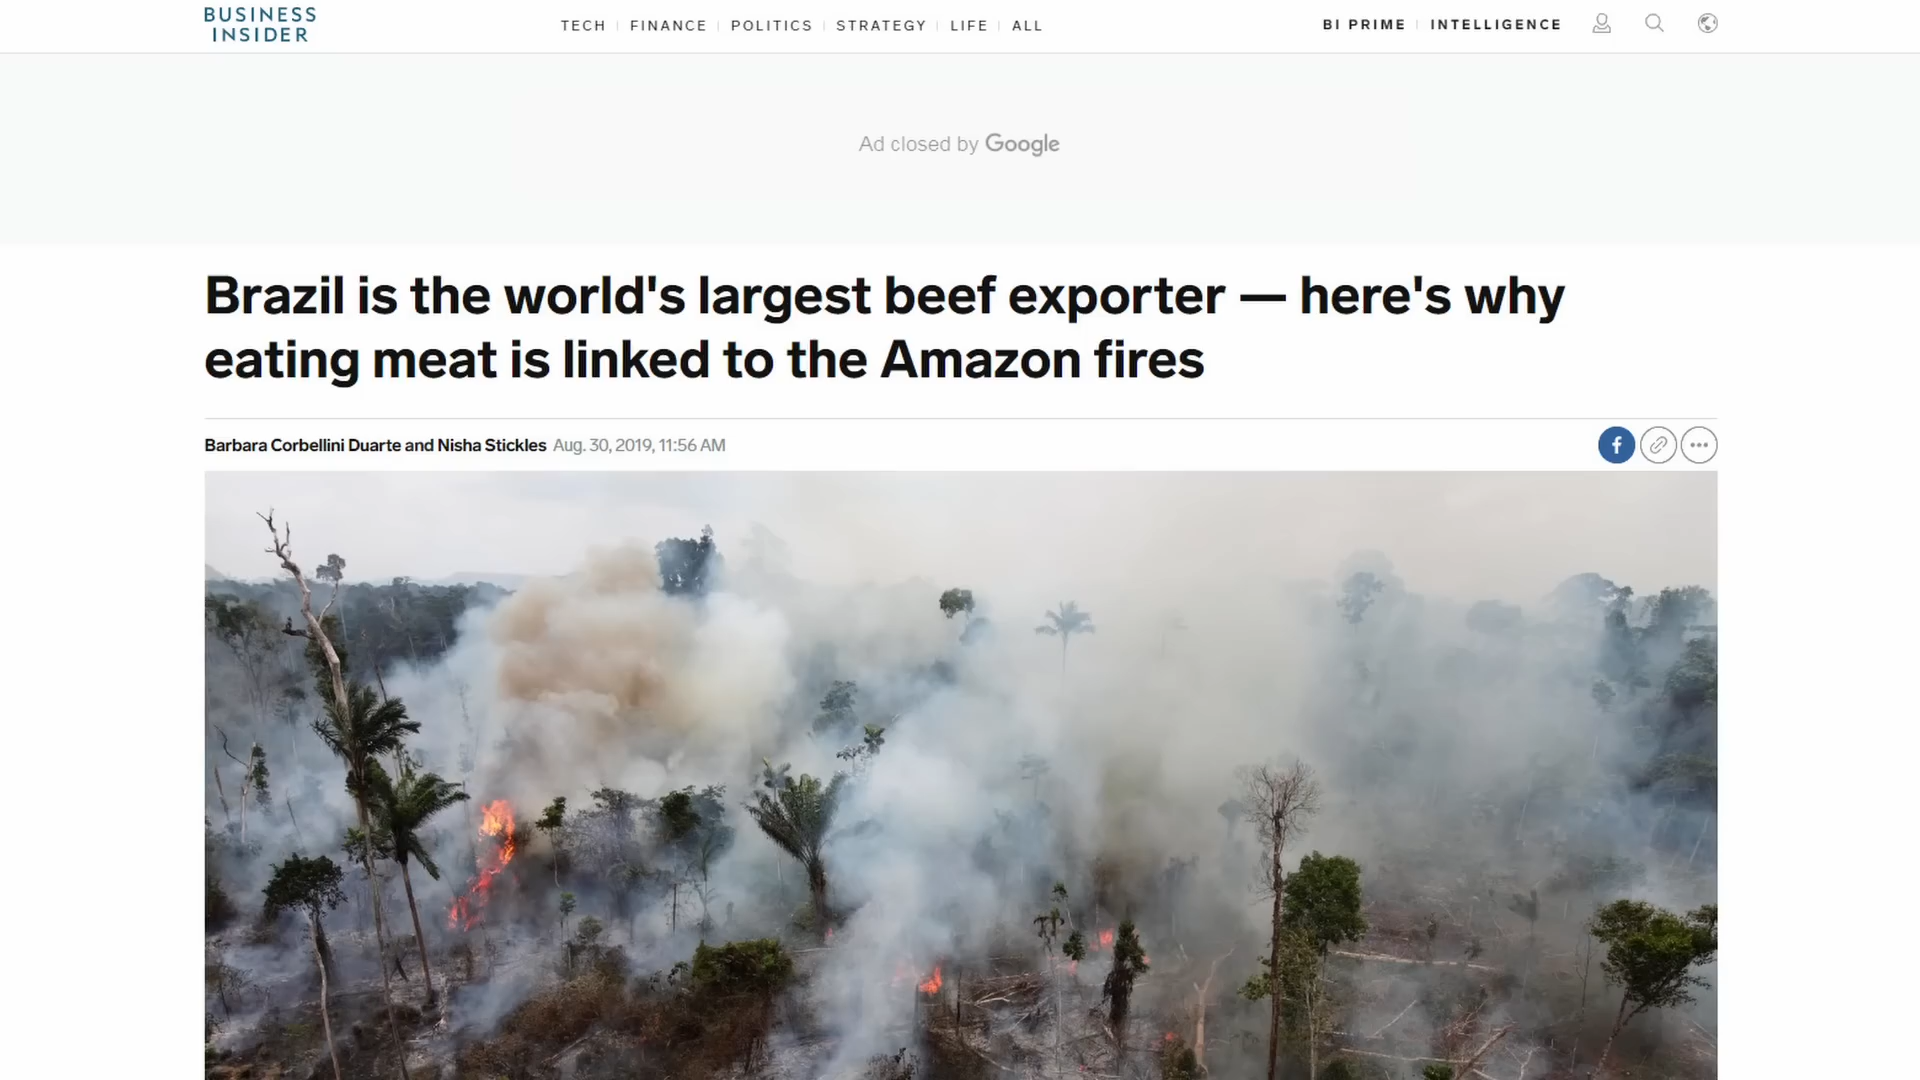 BUSINESS
INSIDER
TECH
FINANCE
POLITICS
STRATEGY
LIFE
ALL
BI PRIME
INTELLIGENCE
Ad closed by Google
Brazil is the world's largest beef exporter — here's why
eating meat is linked to the Amazon fires
Barbara Corbellini Duarte and Nisha Stickles Aug. 30, 2019, 11:56 AM